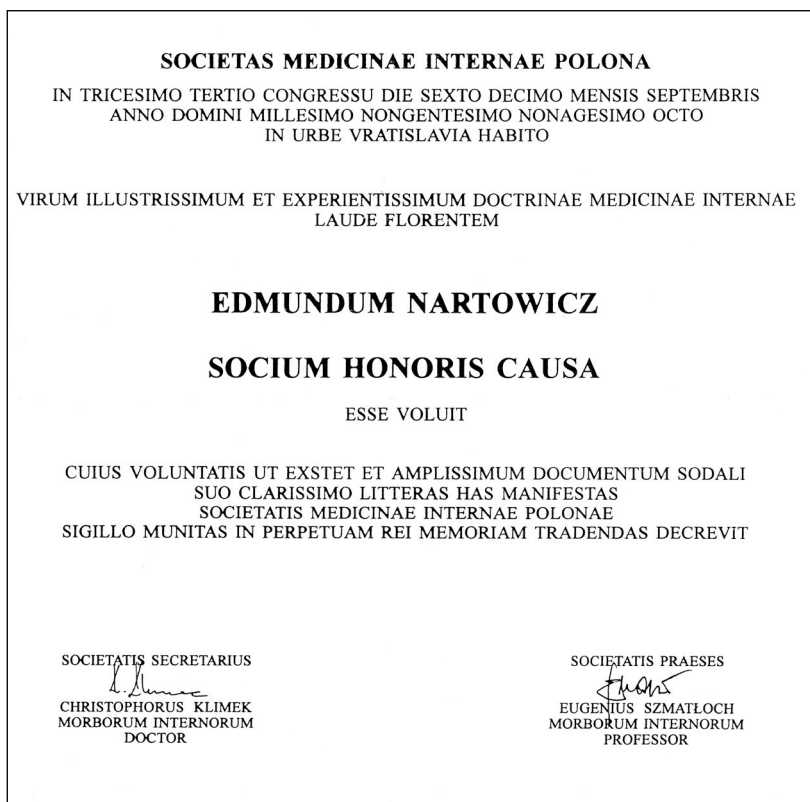 SOCIETAS MEDICINAE INTERNAE POLONA
IN TRICESIMO TERTIO CONGRESSU DIE SEXTO DECIMO MENSIS SEPTEMBRIS
ANNO DOMINI MILLESIMO NONGENTESIMO NONAGESIMO OCTO
IN URBE VRATISLAVIA HABITO
VIRUM ILLUSTRISSIMUM ET EXPERIENTISSIMUM DOCTRINAE MEDICINAE INTERNAE
LAUDE FLORENTEM
EDMUNDUM NARTOWICZ
SOCIUM HONORIS CAUSA
ESSE VOLUIT
CUIUS VOLUNTATIS UT EXSTET ET AMPLISSIMUM DOCUMENTUM SODALI
SUO CLARISSIMO LITTERAS HAS MANIFESTAS
SOCIETATIS MEDICINAE INTERNAE POLONAE
SIGILLO MUNITAS IN PERPETUAM REI MEMORIAM TRADENDAS DECREVIT
SOCIETATIS SECRETARIUS
CHRISTOPHORUS KLIMEK
MORBORUM INTERNORUM
DOCTOR
SOCIETATIS PRAESES
EUGENIUS SZMATŁOCH
MORBORUM INTERNORUM
PROFESSOR